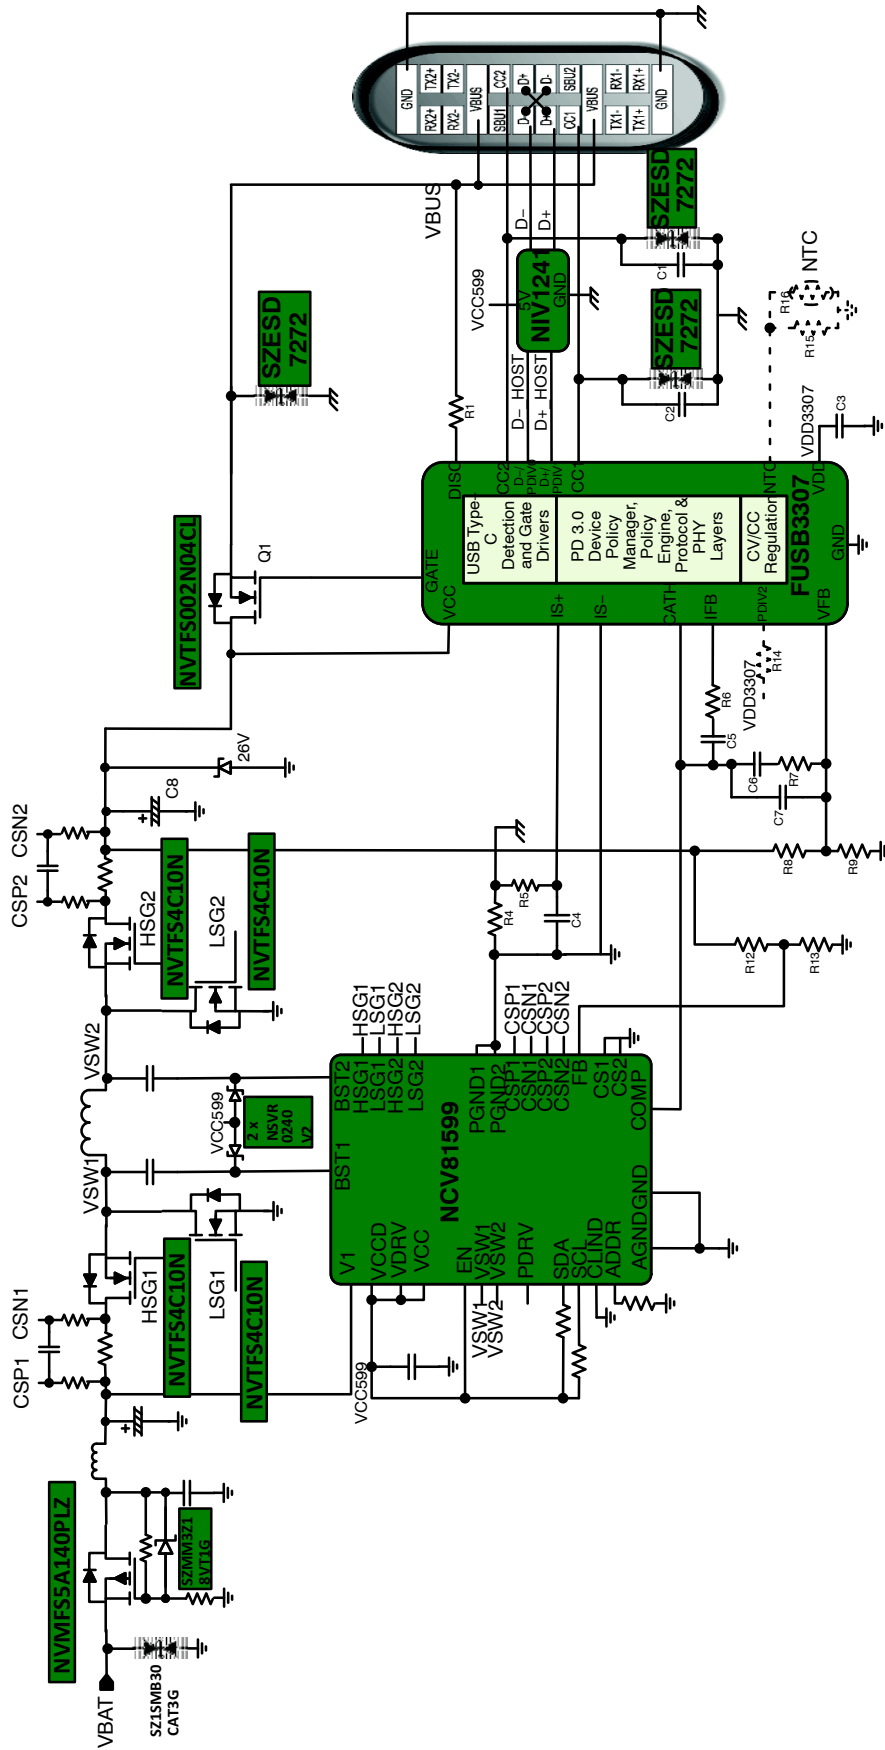 VBAT
SZ1SMB30
CAT3G
NVMFS5A140PLZ
SZMM3Z1
8VT1G
CSP1
CSN1
HSG1
NVTFS4C10N
LSG1
NVTFS4C10N
VSW1
VSW2
VCC599
2 x
NSVR
0240
V2
CSP2
CSN2
HSG2
NVTFS4C10N
LSG2
NVTFS4C10N
C8
26V
NVTFS002N04CL
Q1
SZESD
7272
VBUS
V1
VCCD
VDRV
VCC
EN
VSW1
VSW2
PDRV
SDA
SCL
CLIND
ADDR
VCC599
VSW1
VSW2
BST1
BST2
NCV81599
AGND
GND
COMP
HSG1
LSG1
HSG2
LSG2
PGND1
PGND2
CSP1
CSN1
CSP2
CSN2
FB
CS1
CS2
HSG1
LSG1
HSG2
LSG2
CSP1
CSN1
CSP2
CSN2
R4
R5
C4
R12
R13
R8
R9
C7
C6
R7
C5
R6
VDD3307
R14
GATE
VCC
IS+
IS−
CATH
IFB
PDIV2
VFB
USB Type-
C
Detection
and Gate
Drivers
PD 3.0
Device
Policy
Manager,
Policy
Engine,
Protocol &
PHY
Layers
CV/CC
Regulation
FUSB3307
GND
DISC
CC2
D−/
PDIV0
D+/
PDIV
CC1
NTC
VDD
R1
D−_HOST
D+_HOST
VCC599
5V
NIV1241
GND
D−
D+
C2
SZESD
7272
C1
SZESD
7272
VDD3307
C3
R15
R16
NTC
GND
RX2+
TX2+
RX2-
TX2-
VBUS
SBU1
CC2
D-
D+
D+
D-
CC1
SBU2
VBUS
TX1-
RX1-
TX1+
RX1+
GND